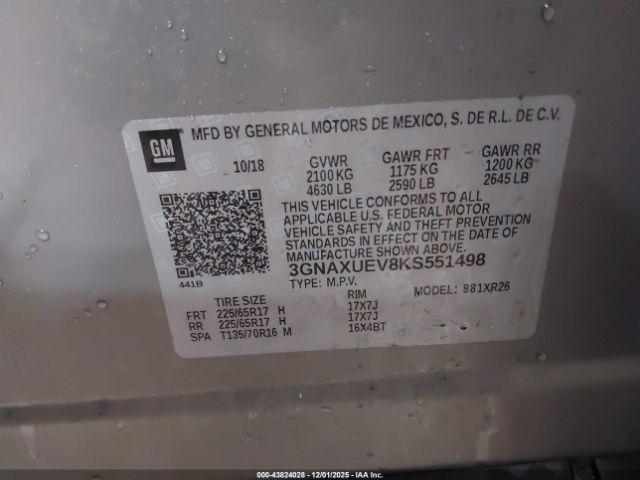 GM
MFD BY GENERAL MOTORS DE MEXICO, S. DE R.L. DE C.V.
10/18 GVWR GAWR FRT GAWR RR
2100 KG 1175 KG 1200 KG
4630 LB 2590 LB 2645 LB
THIS VEHICLE CONFORMS TO ALL
APPLICABLE U.S. FEDERAL MOTOR
VEHICLE SAFETY AND THEFT PREVENTION
STANDARDS IN EFFECT ON THE DATE OF
MANUFACTURE SHOWN ABOVE.
3GNAXUEV8KS551498
441B
TYPE: M.P.V. MODEL: 881XR26
TIRE SIZE RIM
FRT 225/65R17 H 17X7J
RR 225/65R17 H 17X7J
SPA T135/70R16 M 16X4BT
000-43824028 - 12/01/2025 - IAA Inc.